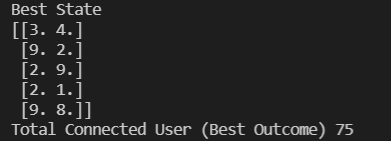 Best State
[[3. 4.]
[9. 2.]
[2. 9.]
[2. 1.]
[9. 8.]]
Total Connected User (Best Outcome) 75